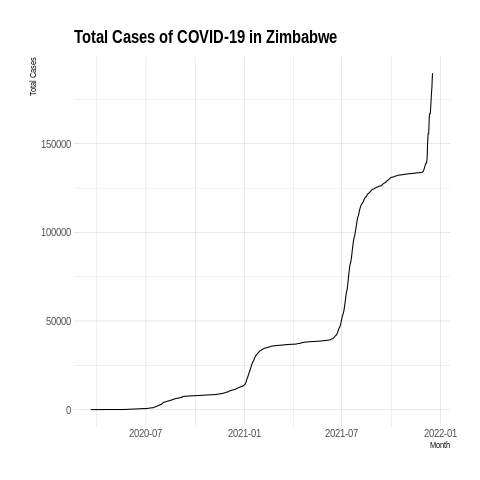 Total Cases of COVID-19 in Zimbabwe
Total Cases
150000
100000
50000
0
2020-07 2021-01 2021-07 2022-01
Month